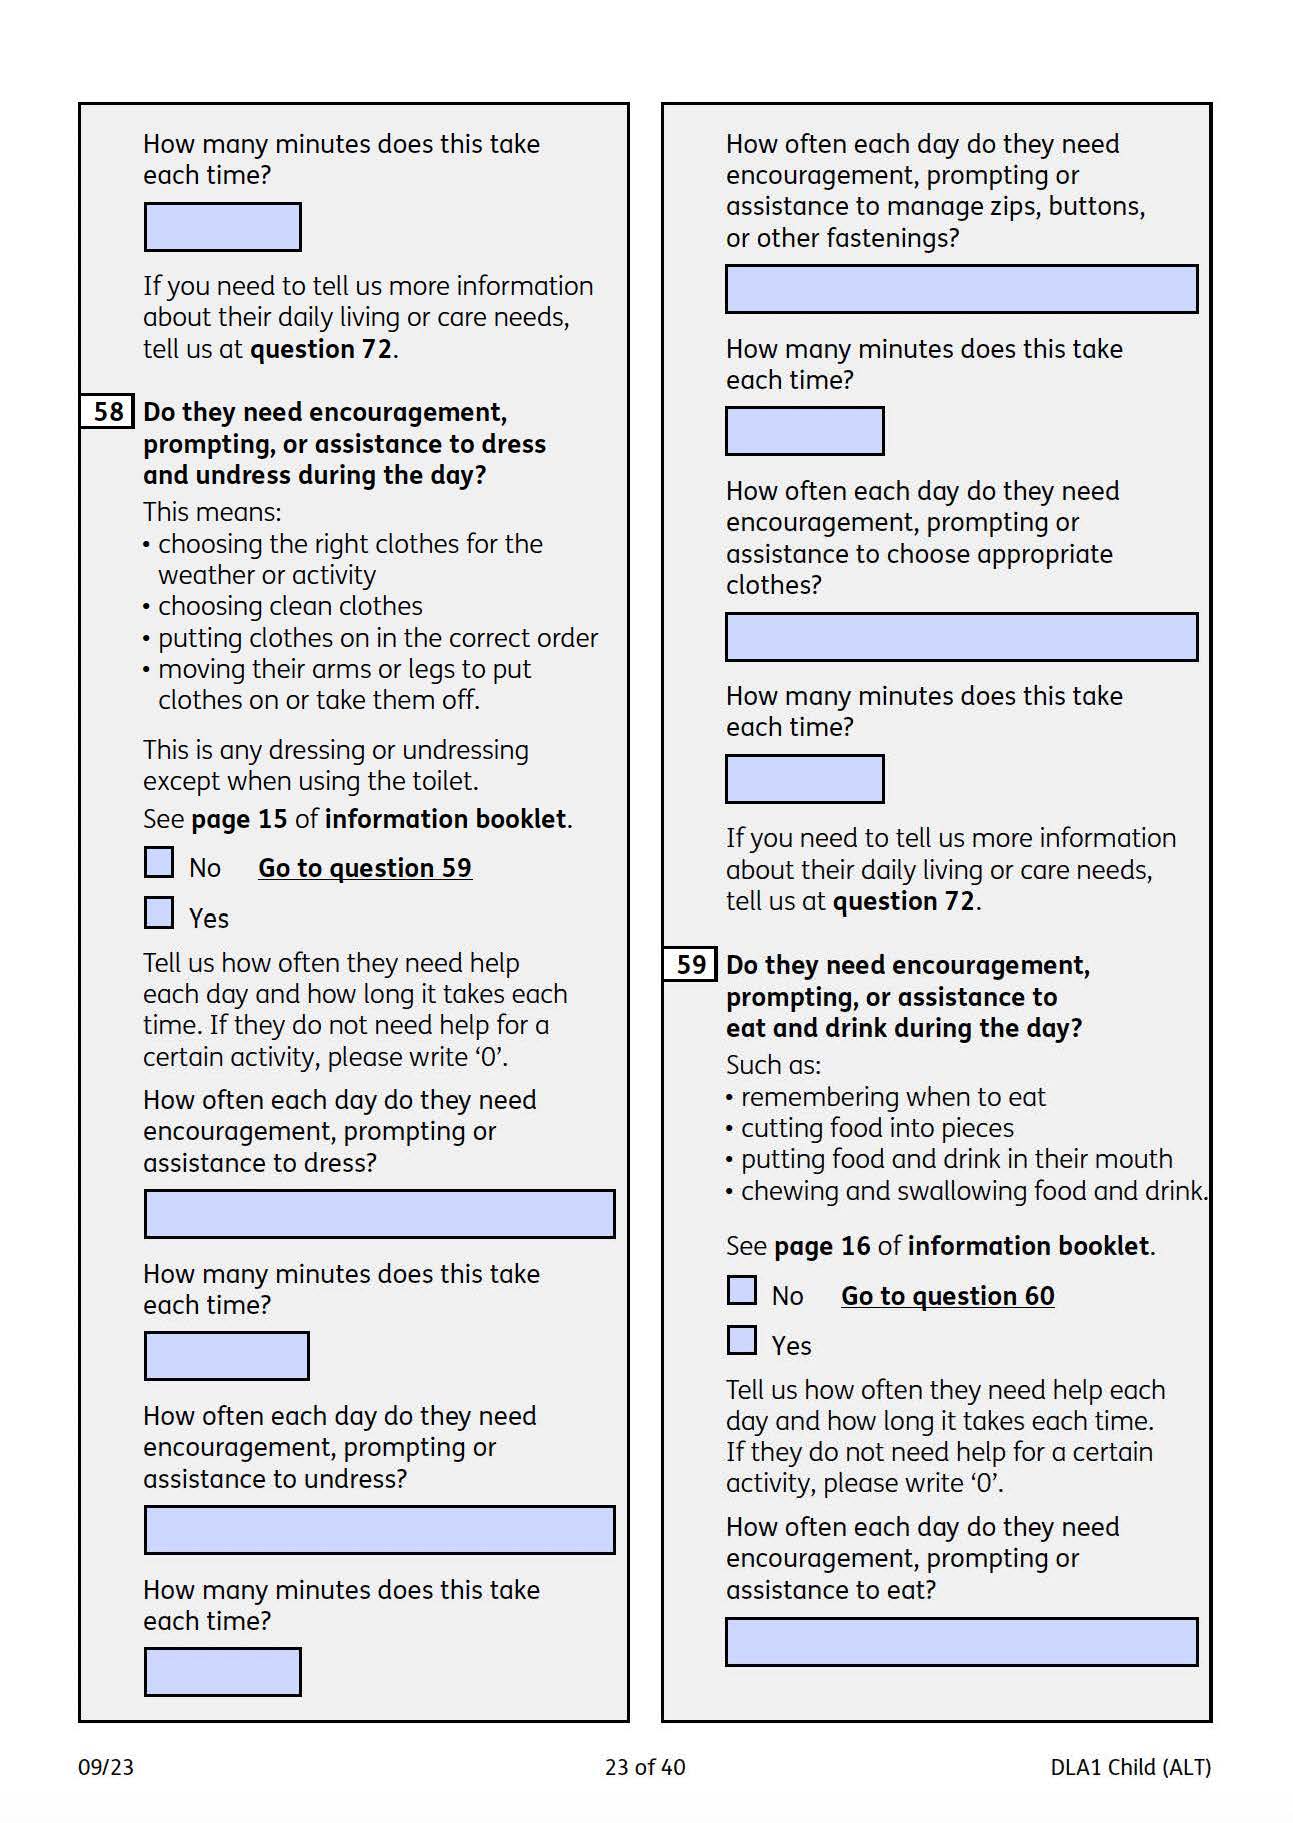 How many minutes does this take
each time?
If you need to tell us more information
about their daily living or care needs,
tell us at question 72.
58 Do they need encouragement,
prompting, or assistance to dress
and undress during the day?
This means:
• choosing the right clothes for the
weather or activity
• choosing clean clothes
• putting clothes on in the correct order
• moving their arms or legs to put
clothes on or take them off.
This is any dressing or undressing
except when using the toilet.
See page 15 of information booklet.
No Go to question 59
Yes
Tell us how often they need help
each day and how long it takes each
time. If they do not need help for a
certain activity, please write ‘0’.
How often each day do they need
encouragement, prompting or
assistance to dress?
How many minutes does this take
each time?
How often each day do they need
encouragement, prompting or
assistance to undress?
How many minutes does this take
each time?
How often each day do they need
encouragement, prompting or
assistance to manage zips, buttons,
or other fastenings?
How many minutes does this take
each time?
How often each day do they need
encouragement, prompting or
assistance to choose appropriate
clothes?
How many minutes does this take
each time?
If you need to tell us more information
about their daily living or care needs,
tell us at question 72.
59 Do they need encouragement,
prompting, or assistance to
eat and drink during the day?
Such as:
• remembering when to eat
• cutting food into pieces
• putting food and drink in their mouth
• chewing and swallowing food and drink.
See page 16 of information booklet.
No Go to question 60
Yes
Tell us how often they need help each
day and how long it takes each time.
If they do not need help for a certain
activity, please write ‘0’.
How often each day do they need
encouragement, prompting or
assistance to eat?
09/23 23 of 40 DLA1 Child (ALT)